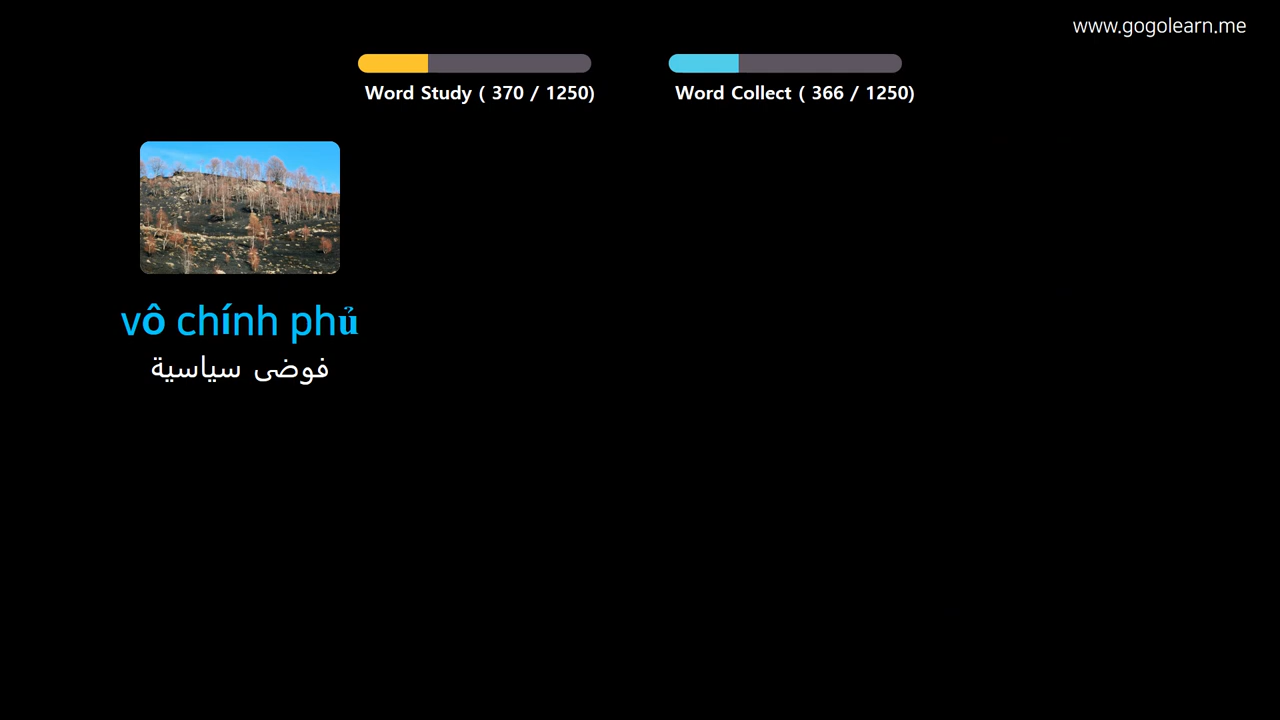 www.gogolearn.me
Word Study ( 370 / 1250)
Word Collect ( 366 / 1250)
vô chính phủ
فوضى سياسية